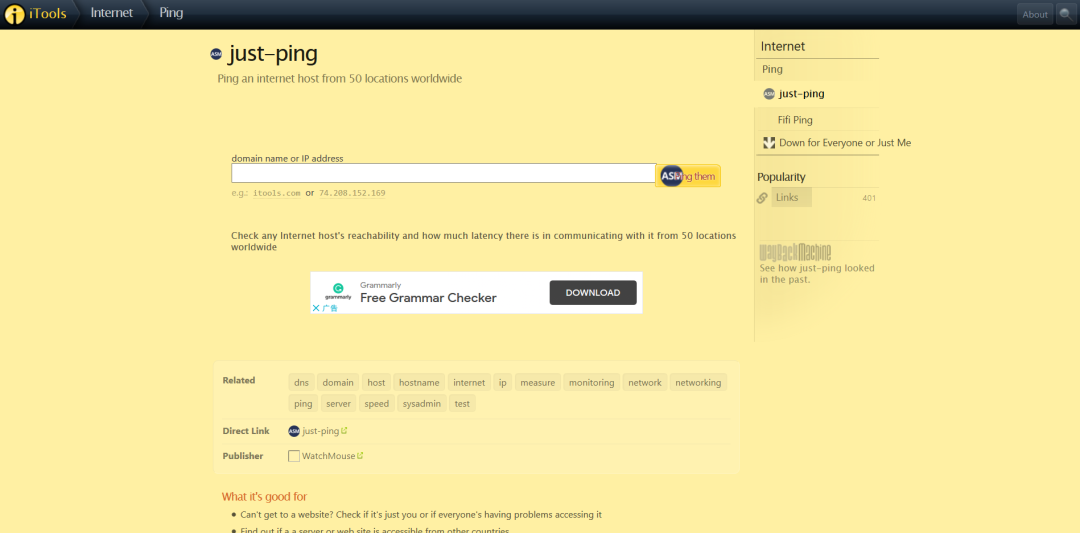 iTools Internet Ping About
just-ping
Ping an internet host from 50 locations worldwide
domain name or IP address
ng them
e.g.: itools.com or 74.208.152.169
Check any Internet host's reachability and how much latency there is in communicating with it from 50 locations
worldwide
Grammarly
Free Grammar Checker
grammarly
DOWNLOAD
广告
Related dns domain host hostname internet ip measure monitoring network networking
ping server speed sysadmin test
Direct Link ASM just-ping
Publisher WatchMouse
What it's good for
Can't get to a website? Check if it's just you or if everyone's having problems accessing it
Find out if a a server or web site is accessible from other countries
Internet
Ping
ASM just-ping
Fifi Ping
Down for Everyone or Just Me
Popularity
Links 401
WayBackMachine
See how just-ping looked
in the past.